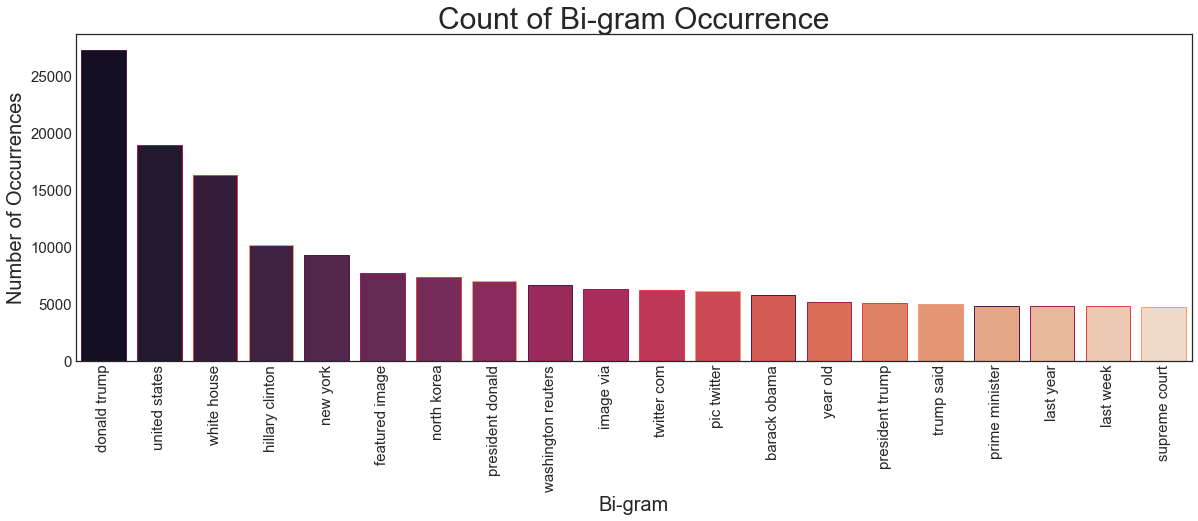 Count of Bi-gram Occurrence
Number of Occurrences
25000
20000
15000
10000
5000
0
donald trump
united states
white house
hillary clinton
new york
featured image
north korea
president donald
washington reuters
image via
twitter com
pic twitter
barack obama
year old
president trump
trump said
prime minister
last year
last week
supreme court
Bi-gram